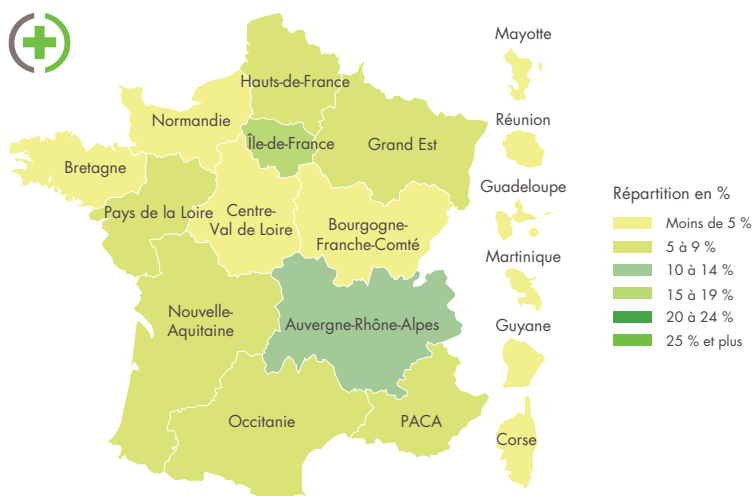 Mayotte
Hauts-de-France
Normandie
Réunion
Île-de-France
Grand Est
Bretagne
Guadeloupe
Pays de la Loire
Centre-
Val de Loire
Bourgogne-
Franche-Comté
Répartition en %
Moins de 5 %
5 à 9 %
10 à 14 %
15 à 19 %
20 à 24 %
25 % et plus
Martinique
Nouvelle-
Aquitaine
Auvergne-Rhône-Alpes
Guyane
Occitanie
PACA
Corse